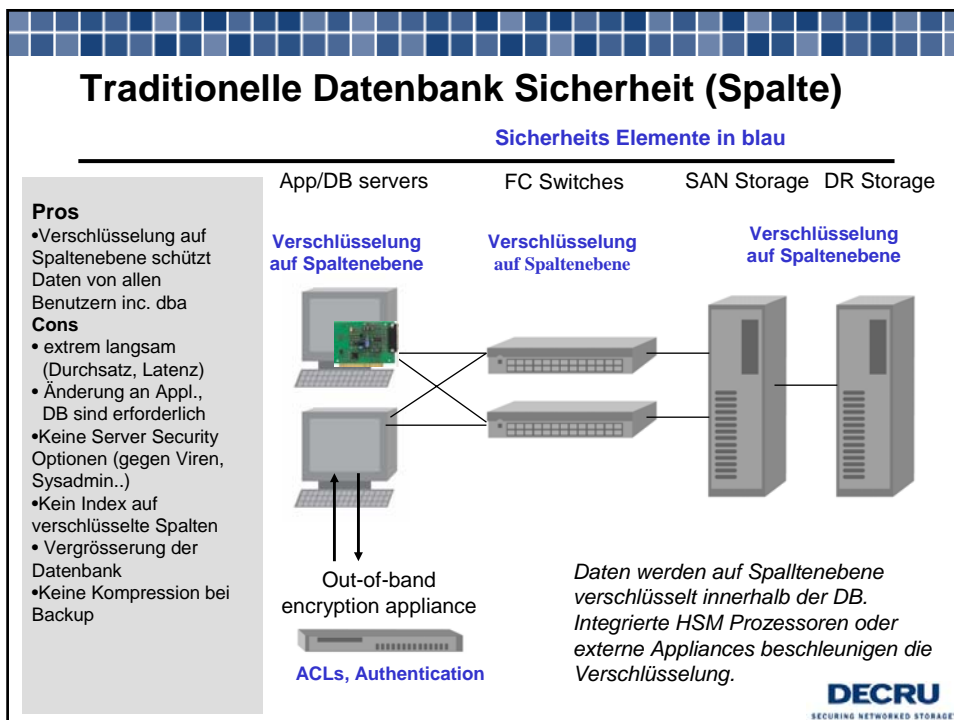 Traditionelle Datenbank Sicherheit (Spalte)
Sicherheits Elemente in blau
Pros
•Verschlüsselung auf
Spaltenebene schützt
Daten von allen
Benutzern inc. dba
Cons
• extrem langsam
(Durchsatz, Latenz)
• Änderung an Appl.,
DB sind erforderlich
•Keine Server Security
Optionen (gegen Viren,
Sysadmin..)
•Kein Index auf
verschlüsselte Spalten
• Vergrösserung der
Datenbank
•Keine Kompression bei
Backup
App/DB servers
FC Switches
SAN Storage
DR Storage
Verschlüsselung
auf Spaltenebene
Verschlüsselung
auf Spaltenebene
Verschlüsselung
auf Spaltenebene
Out-of-band
encryption appliance
ACLs, Authentication
Daten werden auf Spalltenebene
verschlüsselt innerhalb der DB.
Integrierte HSM Prozessoren oder
externe Appliances beschleunigen die
Verschlüsselung.
DECRU
SECURING NETWORKED STORAGE